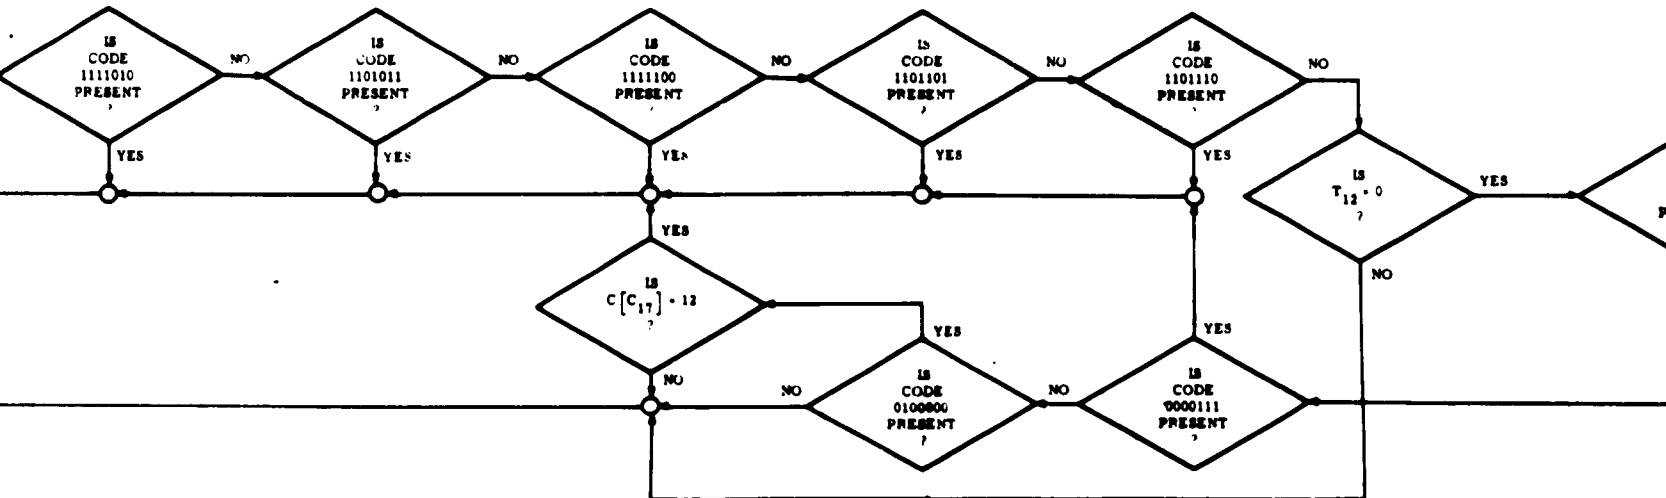 IS
CODE
1111010
PRESENT
?
YES
NO
IS
CODE
1101011
PRESENT
?
YES
NO
IS
CODE
1111100
PRESENT
?
YES
NO
IS
CODE
1101101
PRESENT
?
YES
NO
IS
CODE
1101110
PRESENT
?
YES
NO
IS
T12 = 0
?
YES
NO
P
YES
IS
C[C17] = 12
?
NO
YES
IS
CODE
0100000
PRESENT
?
NO
YES
IS
CODE
0000111
PRESENT
?
NO